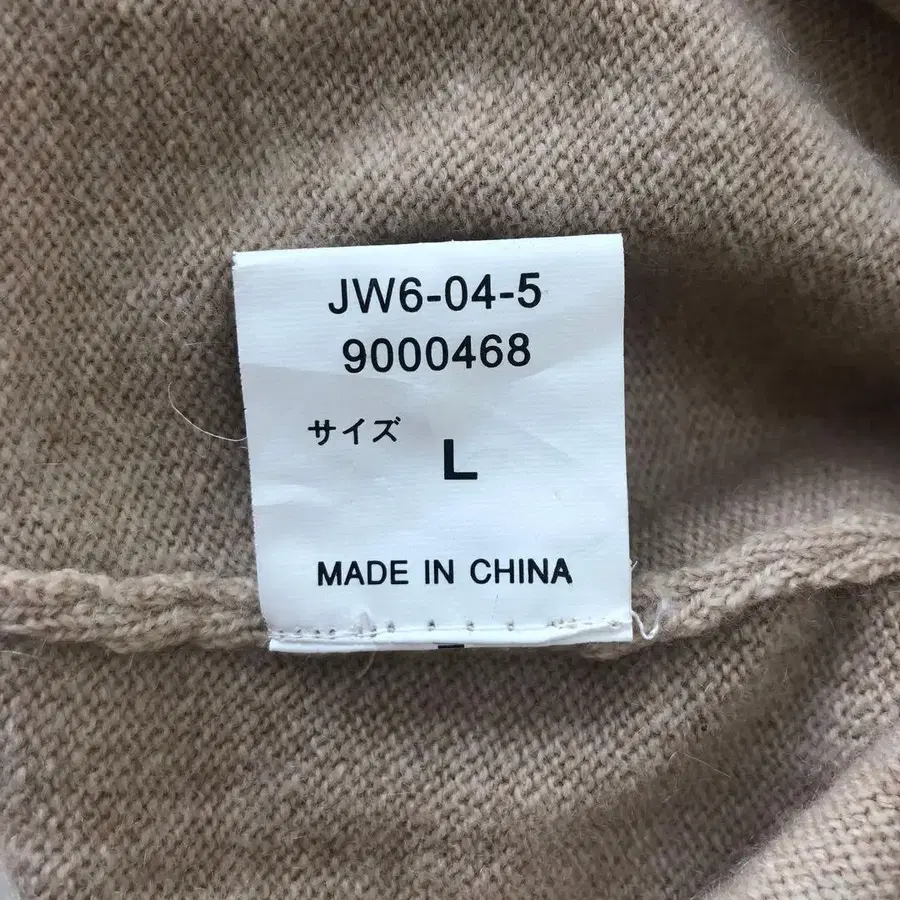 JW6-04-5
9000468
サイズ
L
MADE IN CHINA